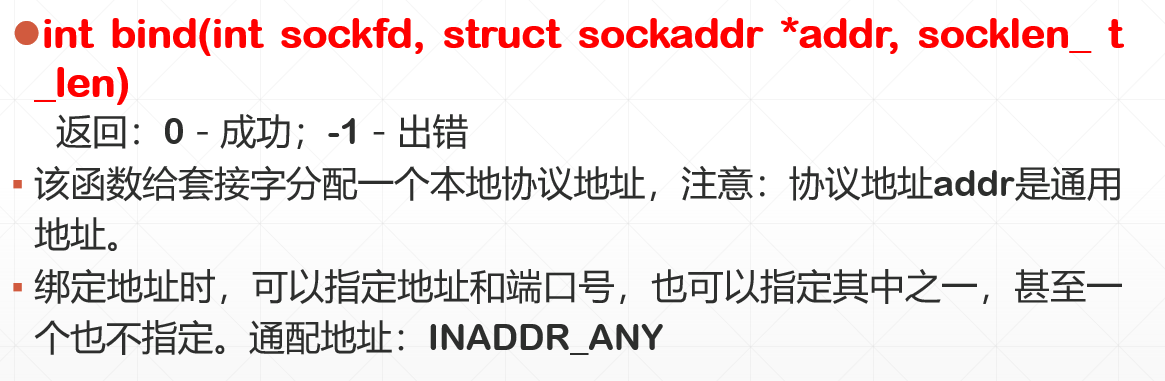 ●int bind(int sockfd, struct sockaddr *addr, socklen_ t
_len)
返回：0 - 成功；-1 - 出错
▪ 该函数给套接字分配一个本地协议地址，注意：协议地址addr是通用
地址。
▪ 绑定地址时，可以指定地址和端口号，也可以指定其中之一，甚至一
个也不指定。通配地址：INADDR_ANY